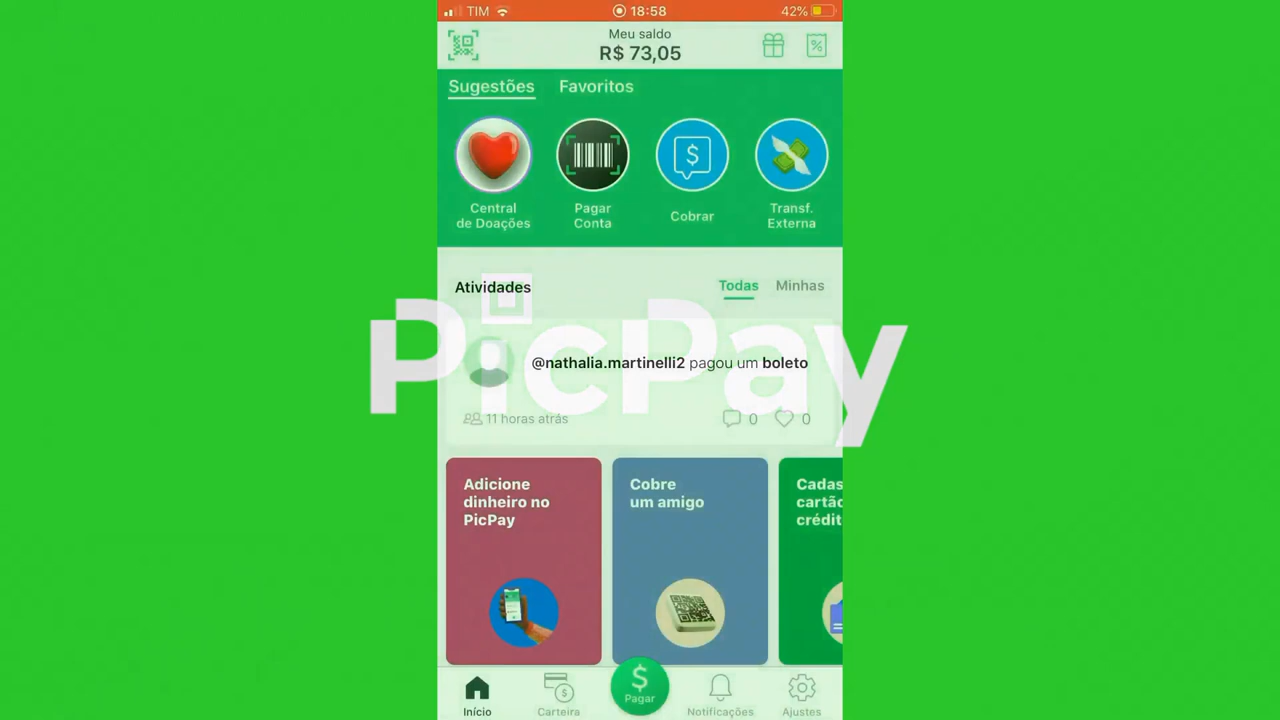 TIM 18:58 42%
Meu saldo
R$ 73,05
Sugestões Favoritos
Central
de Doações
Pagar
Conta
Cobrar
Transf.
Externa
Atividades Todas Minhas
PicPay
@nathalia.martinelli2 pagou um boleto
11 horas atrás 0 0
Adicione
dinheiro no
PicPay
Cobre
um amigo
Cadas
cartão
crédit
Início Carteira Pagar Notificações Ajustes